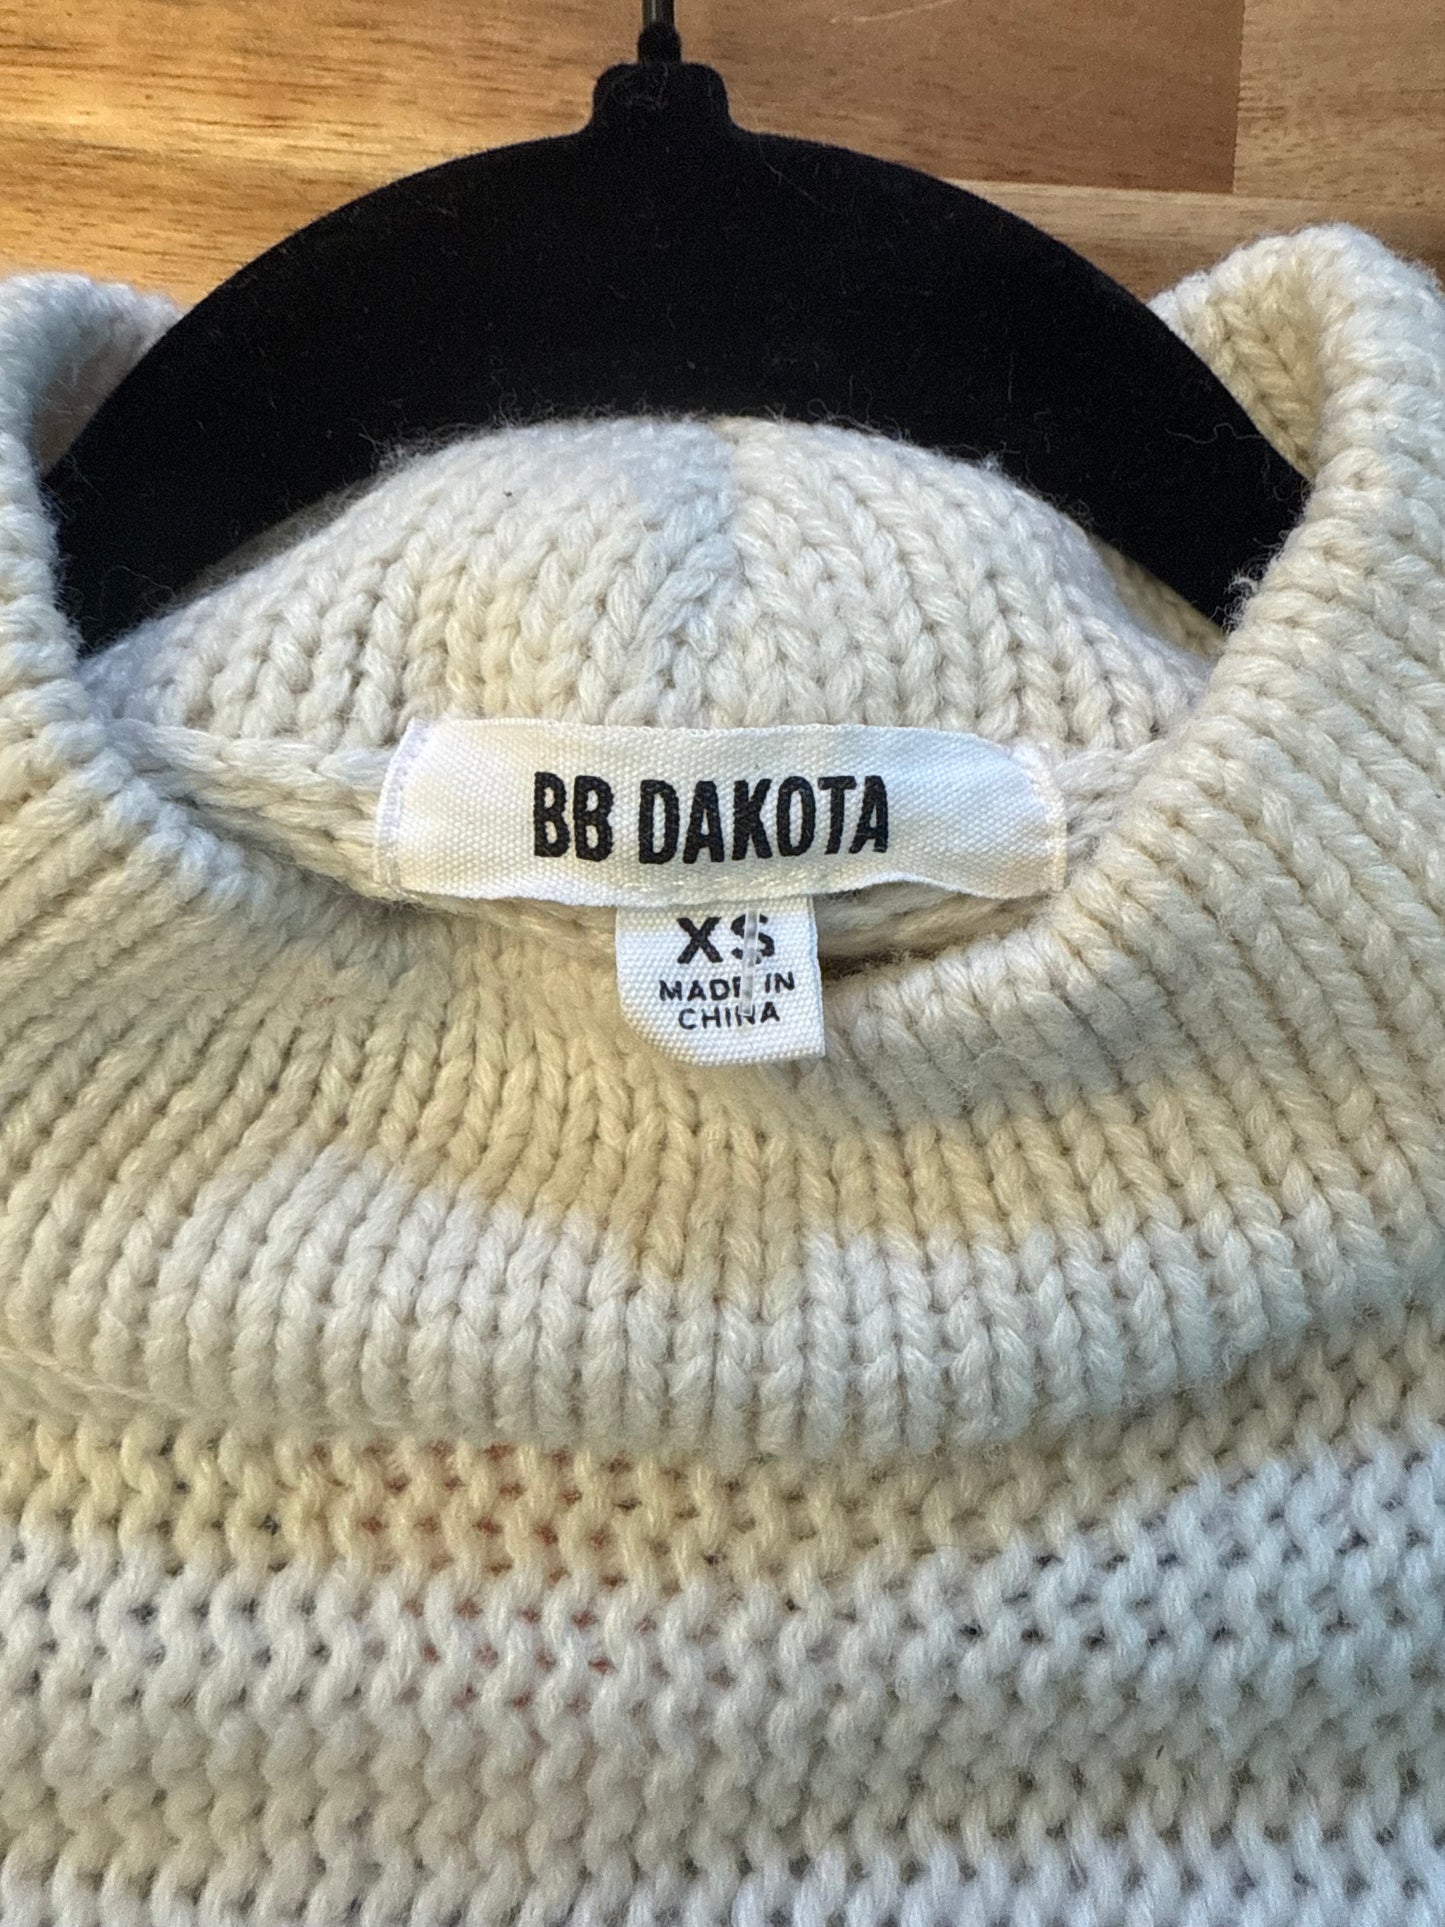 BB DAKOTA
XS
MADE IN
CHINA